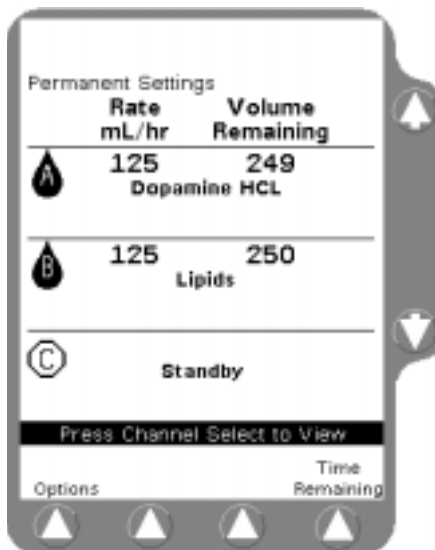 Permanent Settings
Rate Volume
mL/hr Remaining
A 125 249
Dopamine HCL
B 125 250
Lipids
C Standby
Press Channel Select to View
Time
Options Remaining